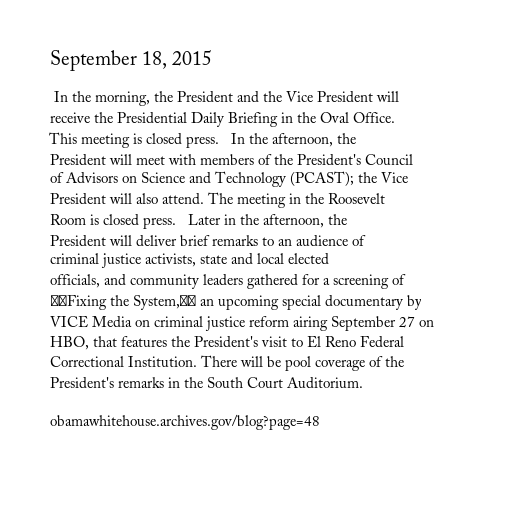 September 18, 2015
In the morning, the President and the Vice President will
receive the Presidential Daily Briefing in the Oval Office.
This meeting is closed press.   In the afternoon, the
President will meet with members of the President's Council
of Advisors on Science and Technology (PCAST); the Vice
President will also attend. The meeting in the Roosevelt
Room is closed press.   Later in the afternoon, the
President will deliver brief remarks to an audience of
criminal justice activists, state and local elected
officials, and community leaders gathered for a screening of
Fixing the System, an upcoming special documentary by
VICE Media on criminal justice reform airing September 27 on
HBO, that features the President's visit to El Reno Federal
Correctional Institution. There will be pool coverage of the
President's remarks in the South Court Auditorium.
obamawhitehouse.archives.gov/blog?page=48